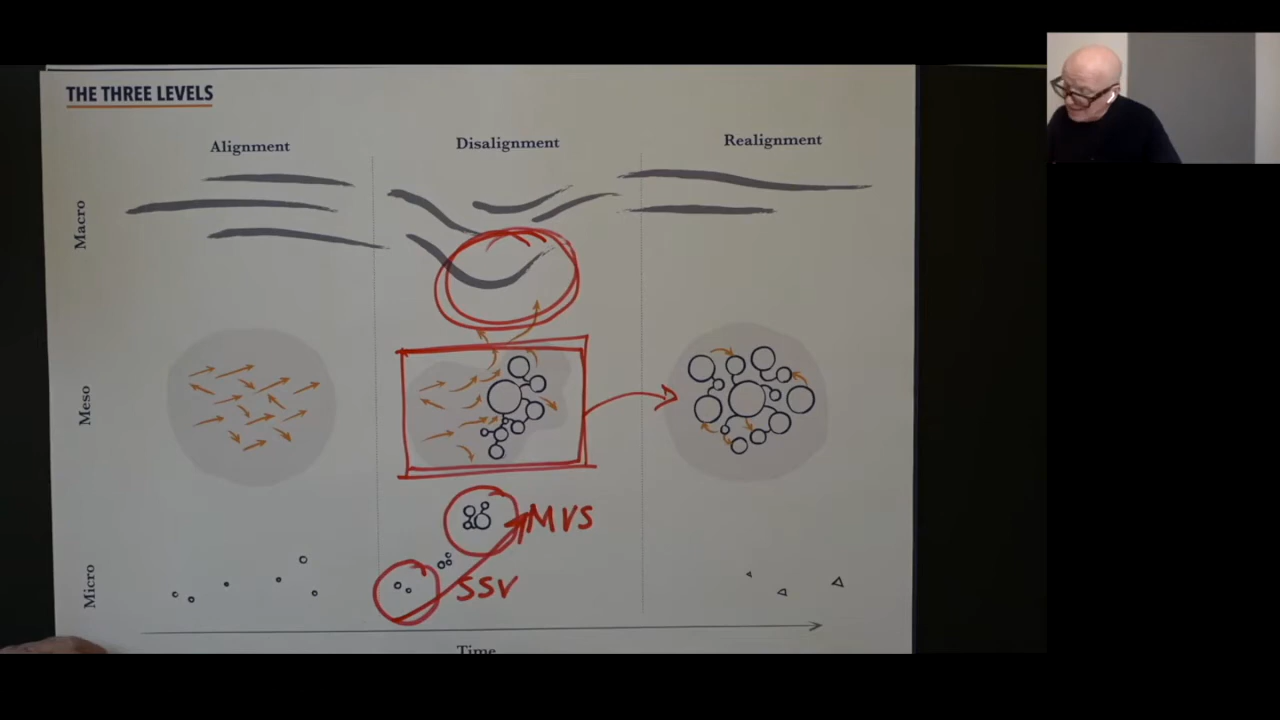 THE THREE LEVELS
Alignment
Disalignment
Realignment
Macro
Meso
MVS
Micro
SSV
Time